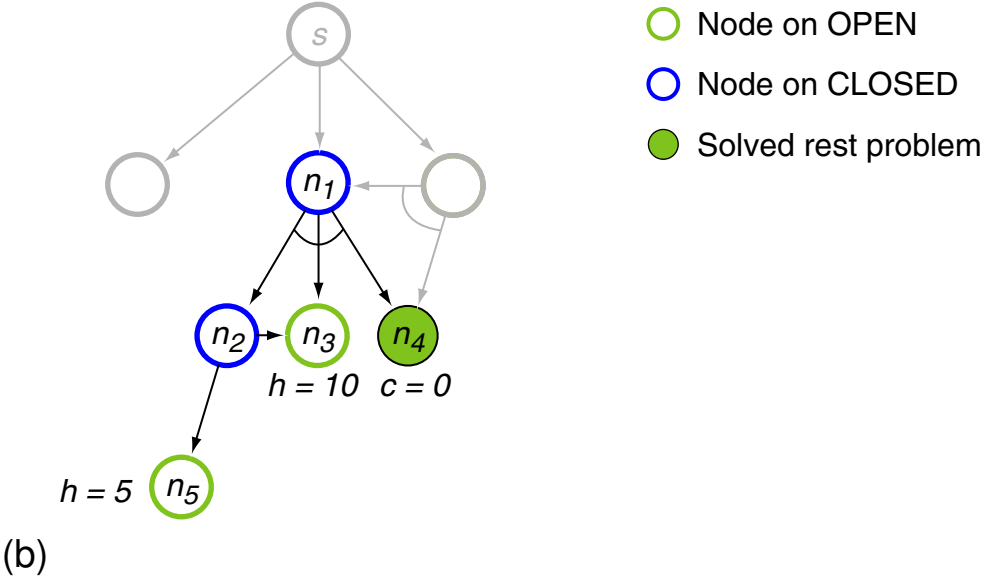 s
Node on OPEN
Node on CLOSED
Solved rest problem
n1
n2
n3
n4
h = 10
c = 0
h = 5
n5
(b)